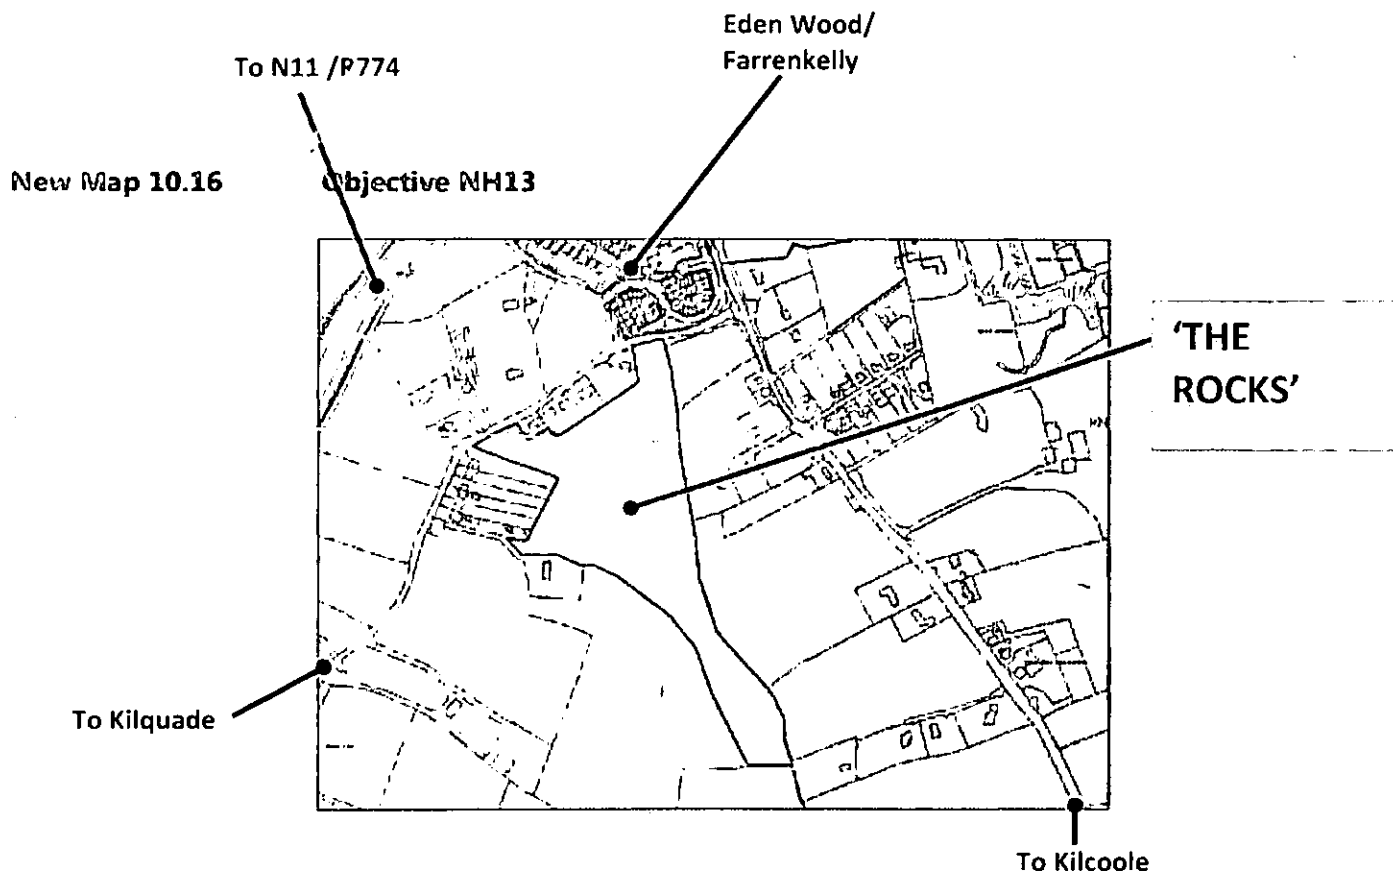 Eden Wood/
Farrenkelly
To N11 /R774
New Map 10.16 Objective NH13
‘THE
ROCKS’
To Kilquade
To Kilcoole